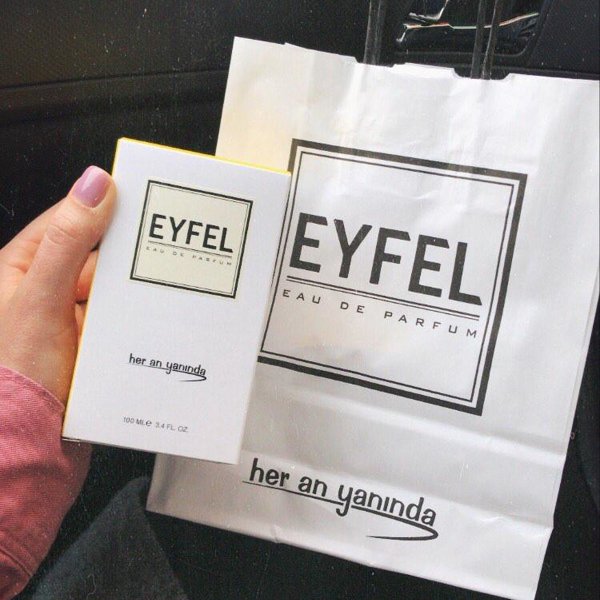 EYFEL
EAU DE PARFUM
her an yanında
100 ML℮ 3.4 FL. OZ.
EYFEL
EAU DE PARFUM
her an yanında